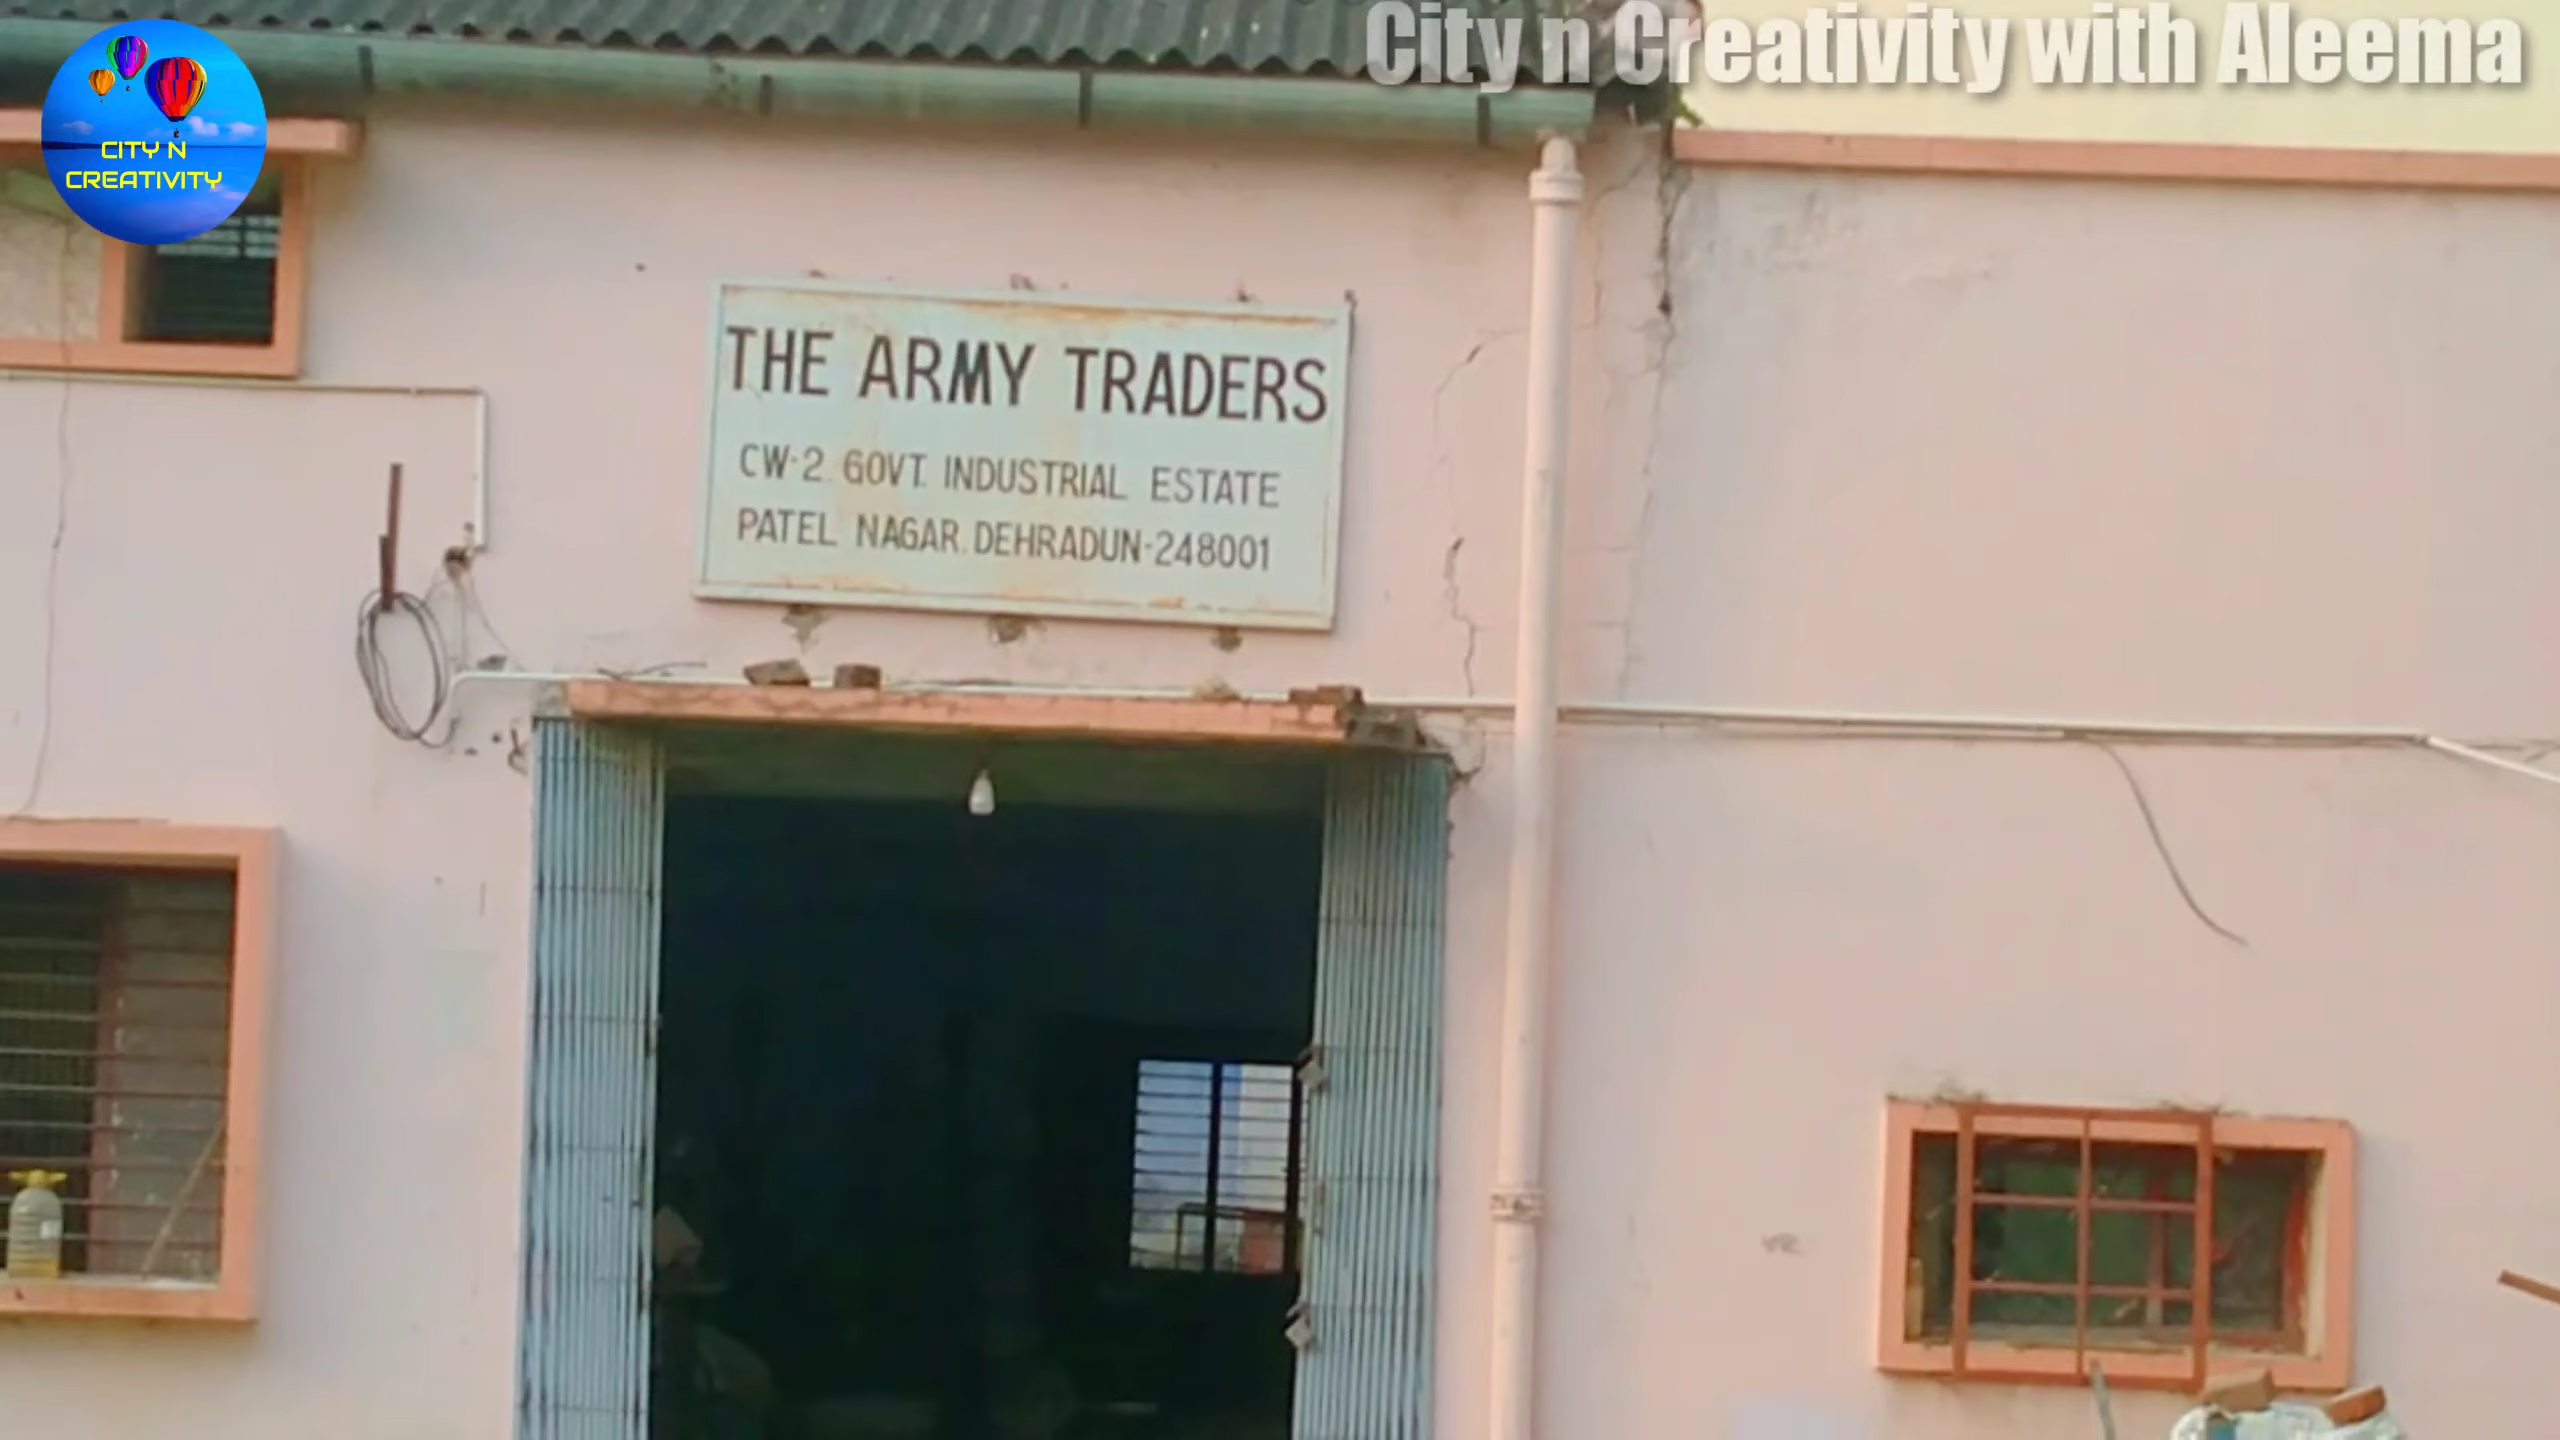 City n Creativity with Aleema
CITY N
CREATIVITY
THE ARMY TRADERS
CW-2. GOVT. INDUSTRIAL ESTATE
PATEL NAGAR. DEHRADUN-248001